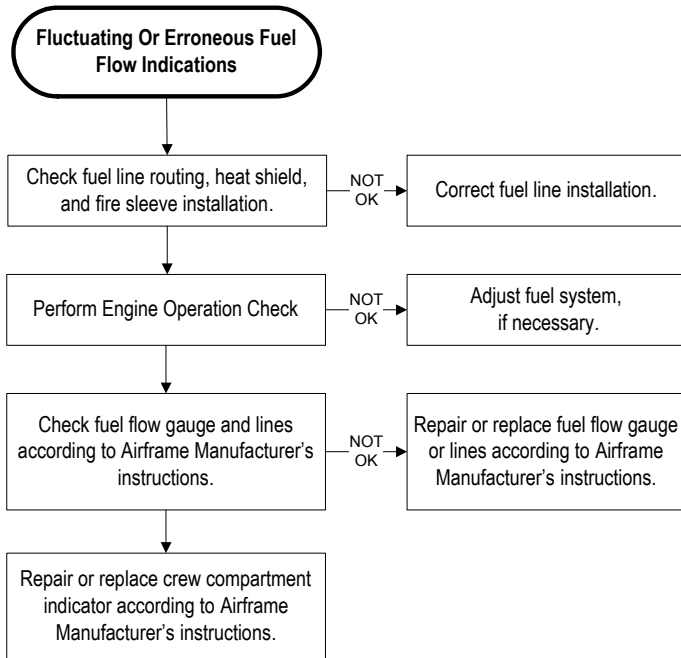 Fluctuating Or Erroneous Fuel
Flow Indications
Check fuel line routing, heat shield,
and fire sleeve installation.
NOT
OK
Correct fuel line installation.
Perform Engine Operation Check
NOT
OK
Adjust fuel system,
if necessary.
Check fuel flow gauge and lines
according to Airframe Manufacturer’s
instructions.
NOT
OK
Repair or replace fuel flow gauge
or lines according to Airframe
Manufacturer’s instructions.
Repair or replace crew compartment
indicator according to Airframe
Manufacturer’s instructions.